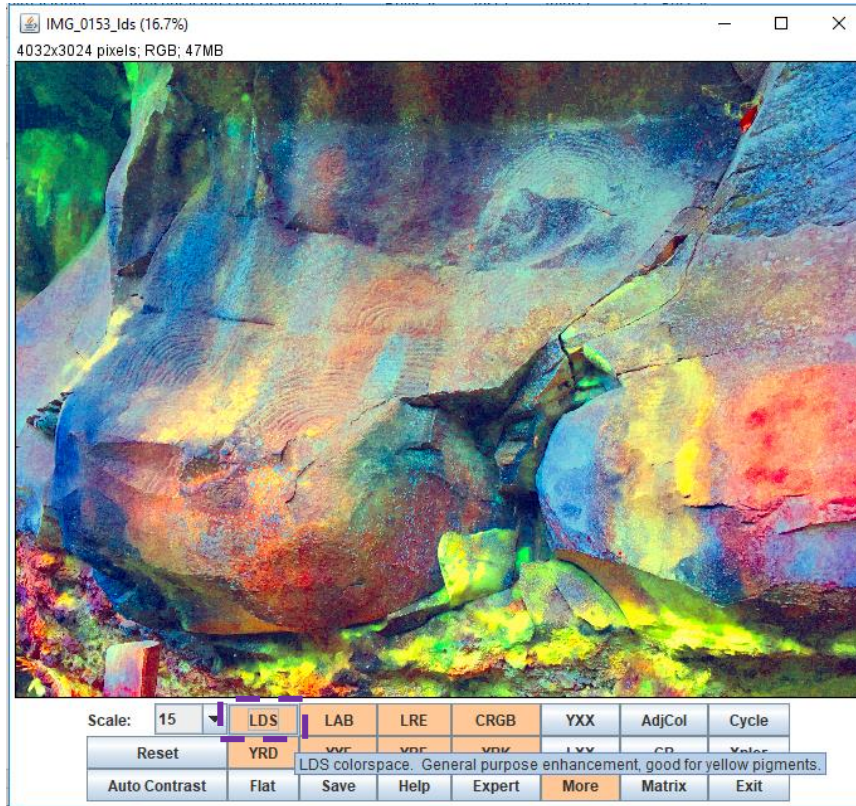 IMG_0153_lds (16.7%)
4032x3024 pixels; RGB; 47MB
Scale: 15 LDS LAB LRE CRGB YXX AdjCol Cycle
Reset YRD
LDS colorspace. General purpose enhancement, good for yellow pigments.
Auto Contrast Flat Save Help Expert More Matrix Exit